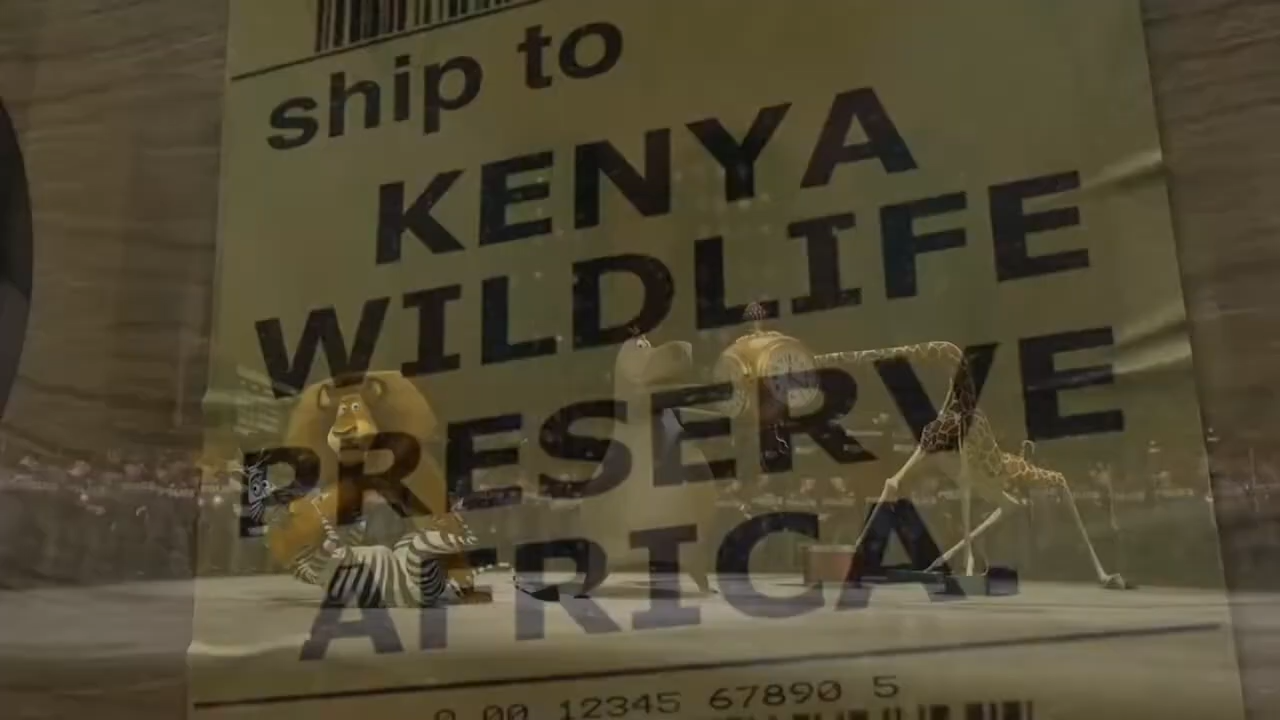 ship to
KENYA
WILDLIFE
PRESERVE
AFRICA.
0 00 12345 67890 5